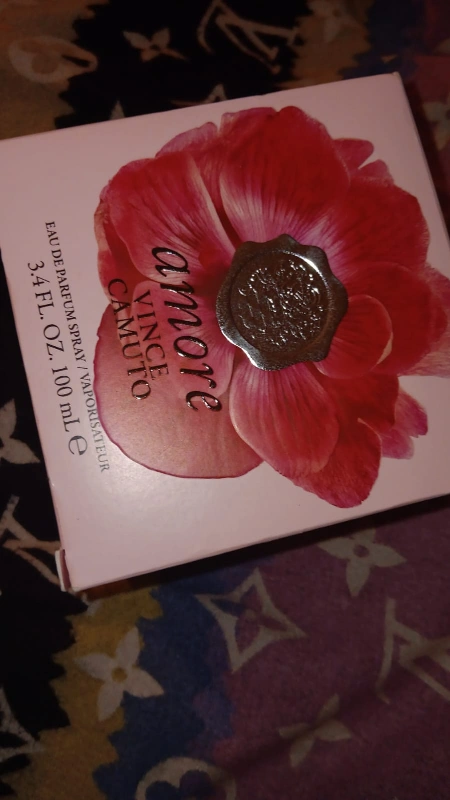 amore
VINCE
CAMUTO
EAU DE PARFUM SPRAY / VAPORISATEUR
3.4 FL. OZ. 100 mL ℮